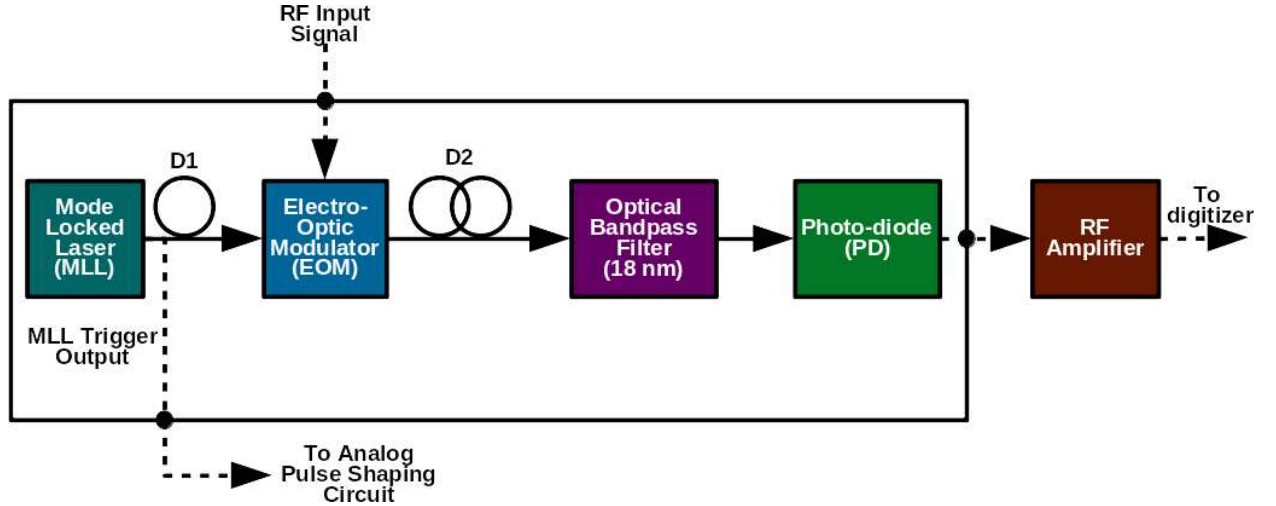 RF Input
Signal
D1
D2
Mode
Locked
Laser
(MLL)
Electro-
Optic
Modulator
(EOM)
Optical
Bandpass
Filter
(18 nm)
Photo-diode
(PD)
RF
Amplifier
To
digitizer
MLL Trigger
Output
To Analog
Pulse Shaping
Circuit